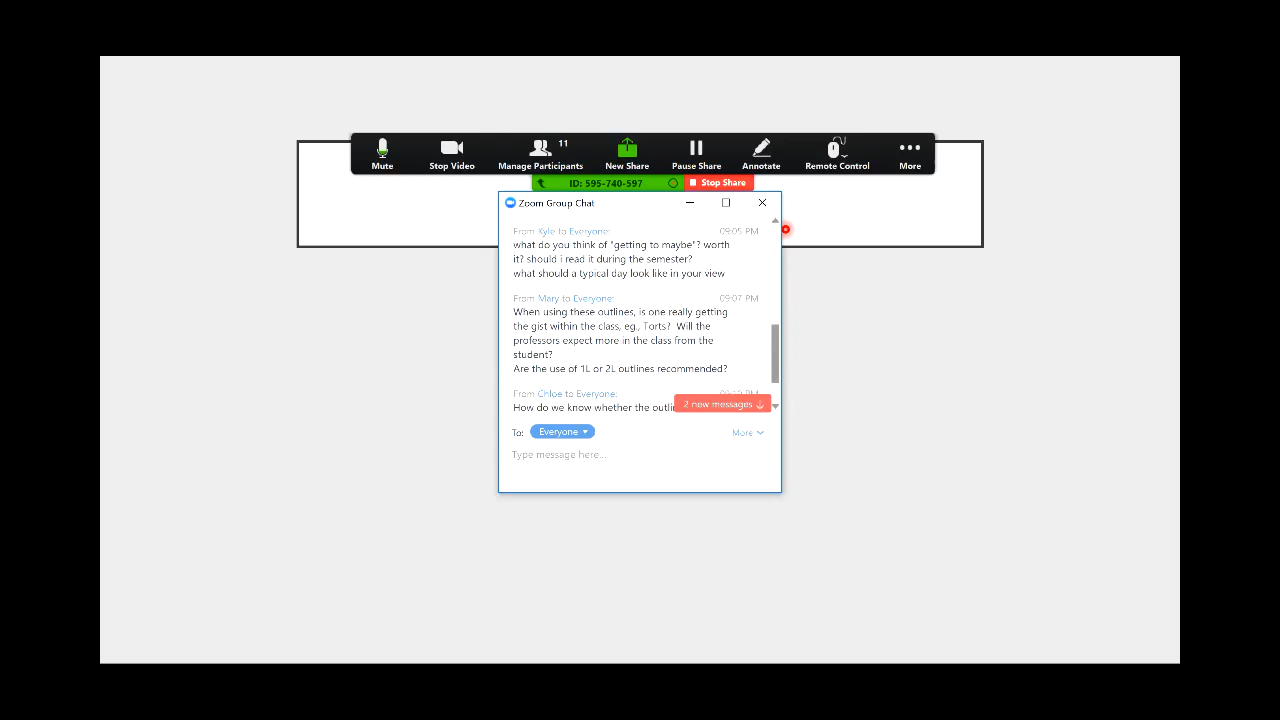 11
Mute
Stop Video
Manage Participants
New Share
Pause Share
Annotate
Remote Control
More
ID: 595-740-597
Stop Share
Zoom Group Chat
From Kyle to Everyone: 09:05 PM
what do you think of "getting to maybe"? worth
it? should i read it during the semester?
what should a typical day look like in your view
From Mary to Everyone: 09:07 PM
When using these outlines, is one really getting
the gist within the class, eg., Torts? Will the
professors expect more in the class from the
student?
Are the use of 1L or 2L outlines recommended?
From Chloe to Everyone:
How do we know whether the
2 new messages
To: Everyone
More
Type message here...